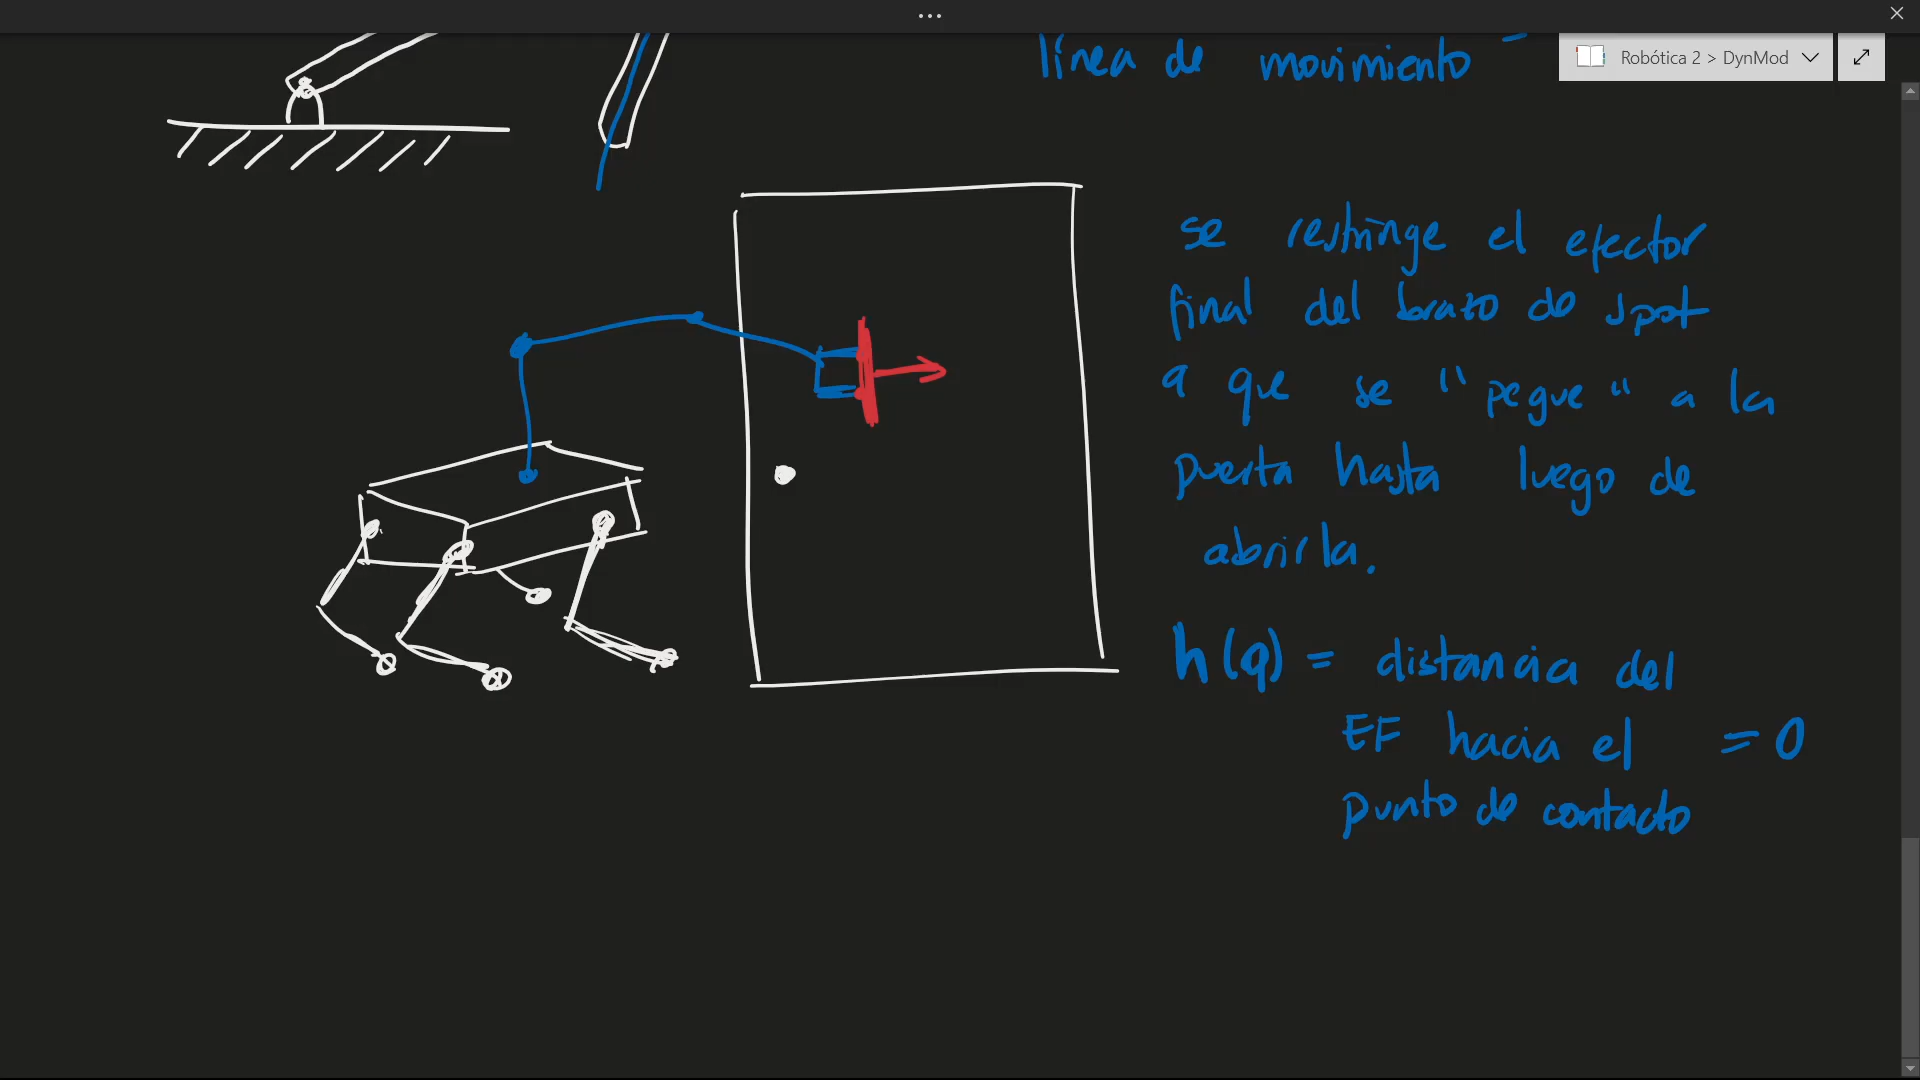 línea de movimiento =
Robótica 2 > DynMod
se restringe el efector
final del brazo de Spot
a que se "pegue" a la
puerta hasta luego de
abrirla.
h(q) = distancia del
EF hacia el = 0
punto de contacto